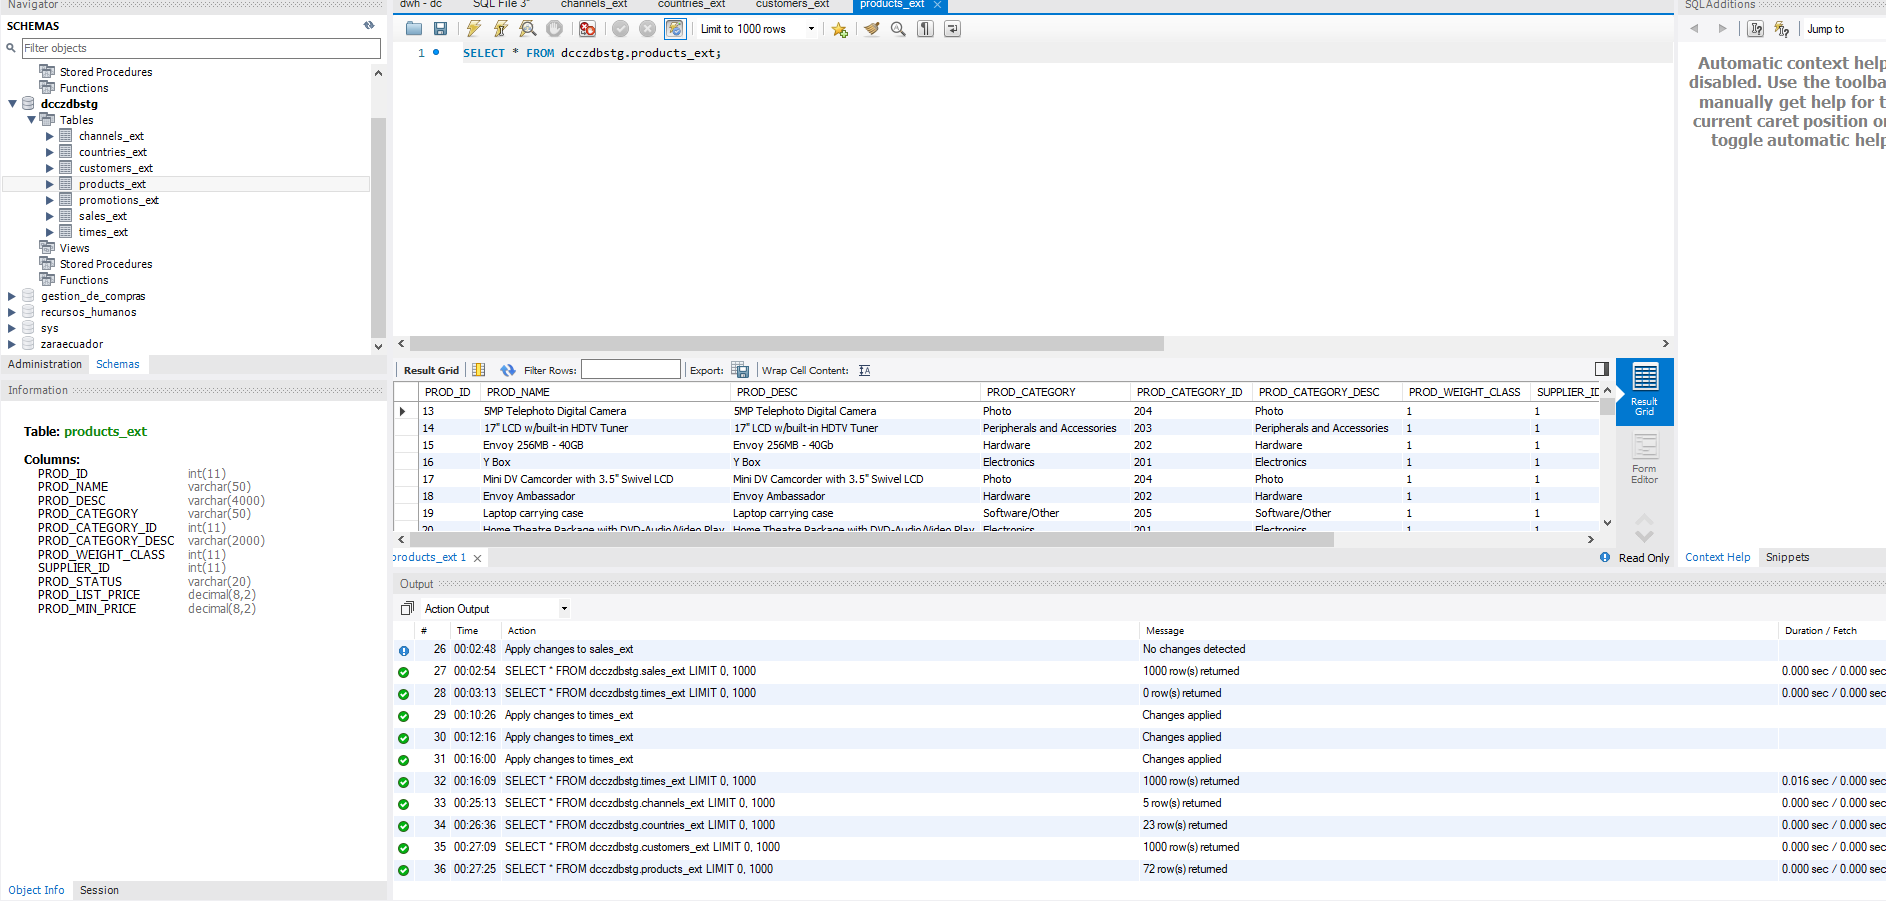 Navigator
SCHEMAS
Filter objects
Stored Procedures
Functions
dcczdbstg
Tables
channels_ext
countries_ext
customers_ext
products_ext
promotions_ext
sales_ext
times_ext
Views
Stored Procedures
Functions
gestion_de_compras
recursos_humanos
sys
zaraecuador
Administration Schemas
Information
Table: products_ext
Columns:
PROD_ID int(11)
PROD_NAME varchar(50)
PROD_DESC varchar(4000)
PROD_CATEGORY varchar(50)
PROD_CATEGORY_ID int(11)
PROD_CATEGORY_DESC varchar(2000)
PROD_WEIGHT_CLASS int(11)
SUPPLIER_ID int(11)
PROD_STATUS varchar(20)
PROD_LIST_PRICE decimal(8,2)
PROD_MIN_PRICE decimal(8,2)
Object Info Session
dwh - dc SQL File 3* channels_ext countries_ext customers_ext products_ext
Limit to 1000 rows
1 SELECT * FROM dcczdbstg.products_ext;
Result Grid Filter Rows: Export: Wrap Cell Content:
PROD_ID PROD_NAME PROD_DESC PROD_CATEGORY PROD_CATEGORY_ID PROD_CATEGORY_DESC PROD_WEIGHT_CLASS SUPPLIER_ID
13 5MP Telephoto Digital Camera 5MP Telephoto Digital Camera Photo 204 Photo 1 1
14 17" LCD w/built-in HDTV Tuner 17" LCD w/built-in HDTV Tuner Peripherals and Accessories 203 Peripherals and Accessories 1 1
15 Envoy 256MB - 40GB Envoy 256MB - 40Gb Hardware 202 Hardware 1 1
16 Y Box Y Box Electronics 201 Electronics 1 1
17 Mini DV Camcorder with 3.5" Swivel LCD Mini DV Camcorder with 3.5" Swivel LCD Photo 204 Photo 1 1
18 Envoy Ambassador Envoy Ambassador Hardware 202 Hardware 1 1
19 Laptop carrying case Laptop carrying case Software/Other 205 Software/Other 1 1
20 Home Theatre Package with DVD-Audio/Video Play Home Theatre Package with DVD-Audio/Video Play Electronics 201 Electronics 1 1
Result
Grid
Form
Editor
products_ext 1
Read Only
Output
Action Output
# Time Action Message Duration / Fetch
26 00:02:48 Apply changes to sales_ext No changes detected
27 00:02:54 SELECT * FROM dcczdbstg.sales_ext LIMIT 0, 1000 1000 row(s) returned 0.000 sec / 0.000 sec
28 00:03:13 SELECT * FROM dcczdbstg.times_ext LIMIT 0, 1000 0 row(s) returned 0.000 sec / 0.000 sec
29 00:10:26 Apply changes to times_ext Changes applied
30 00:12:16 Apply changes to times_ext Changes applied
31 00:16:00 Apply changes to times_ext Changes applied
32 00:16:09 SELECT * FROM dcczdbstg.times_ext LIMIT 0, 1000 1000 row(s) returned 0.016 sec / 0.000 sec
33 00:25:13 SELECT * FROM dcczdbstg.channels_ext LIMIT 0, 1000 5 row(s) returned 0.000 sec / 0.000 sec
34 00:26:36 SELECT * FROM dcczdbstg.countries_ext LIMIT 0, 1000 23 row(s) returned 0.000 sec / 0.000 sec
35 00:27:09 SELECT * FROM dcczdbstg.customers_ext LIMIT 0, 1000 1000 row(s) returned 0.000 sec / 0.000 sec
36 00:27:25 SELECT * FROM dcczdbstg.products_ext LIMIT 0, 1000 72 row(s) returned 0.000 sec / 0.000 sec
SQLAdditions
Jump to
Automatic context help
disabled. Use the toolba
manually get help for t
current caret position o
toggle automatic help
Context Help Snippets